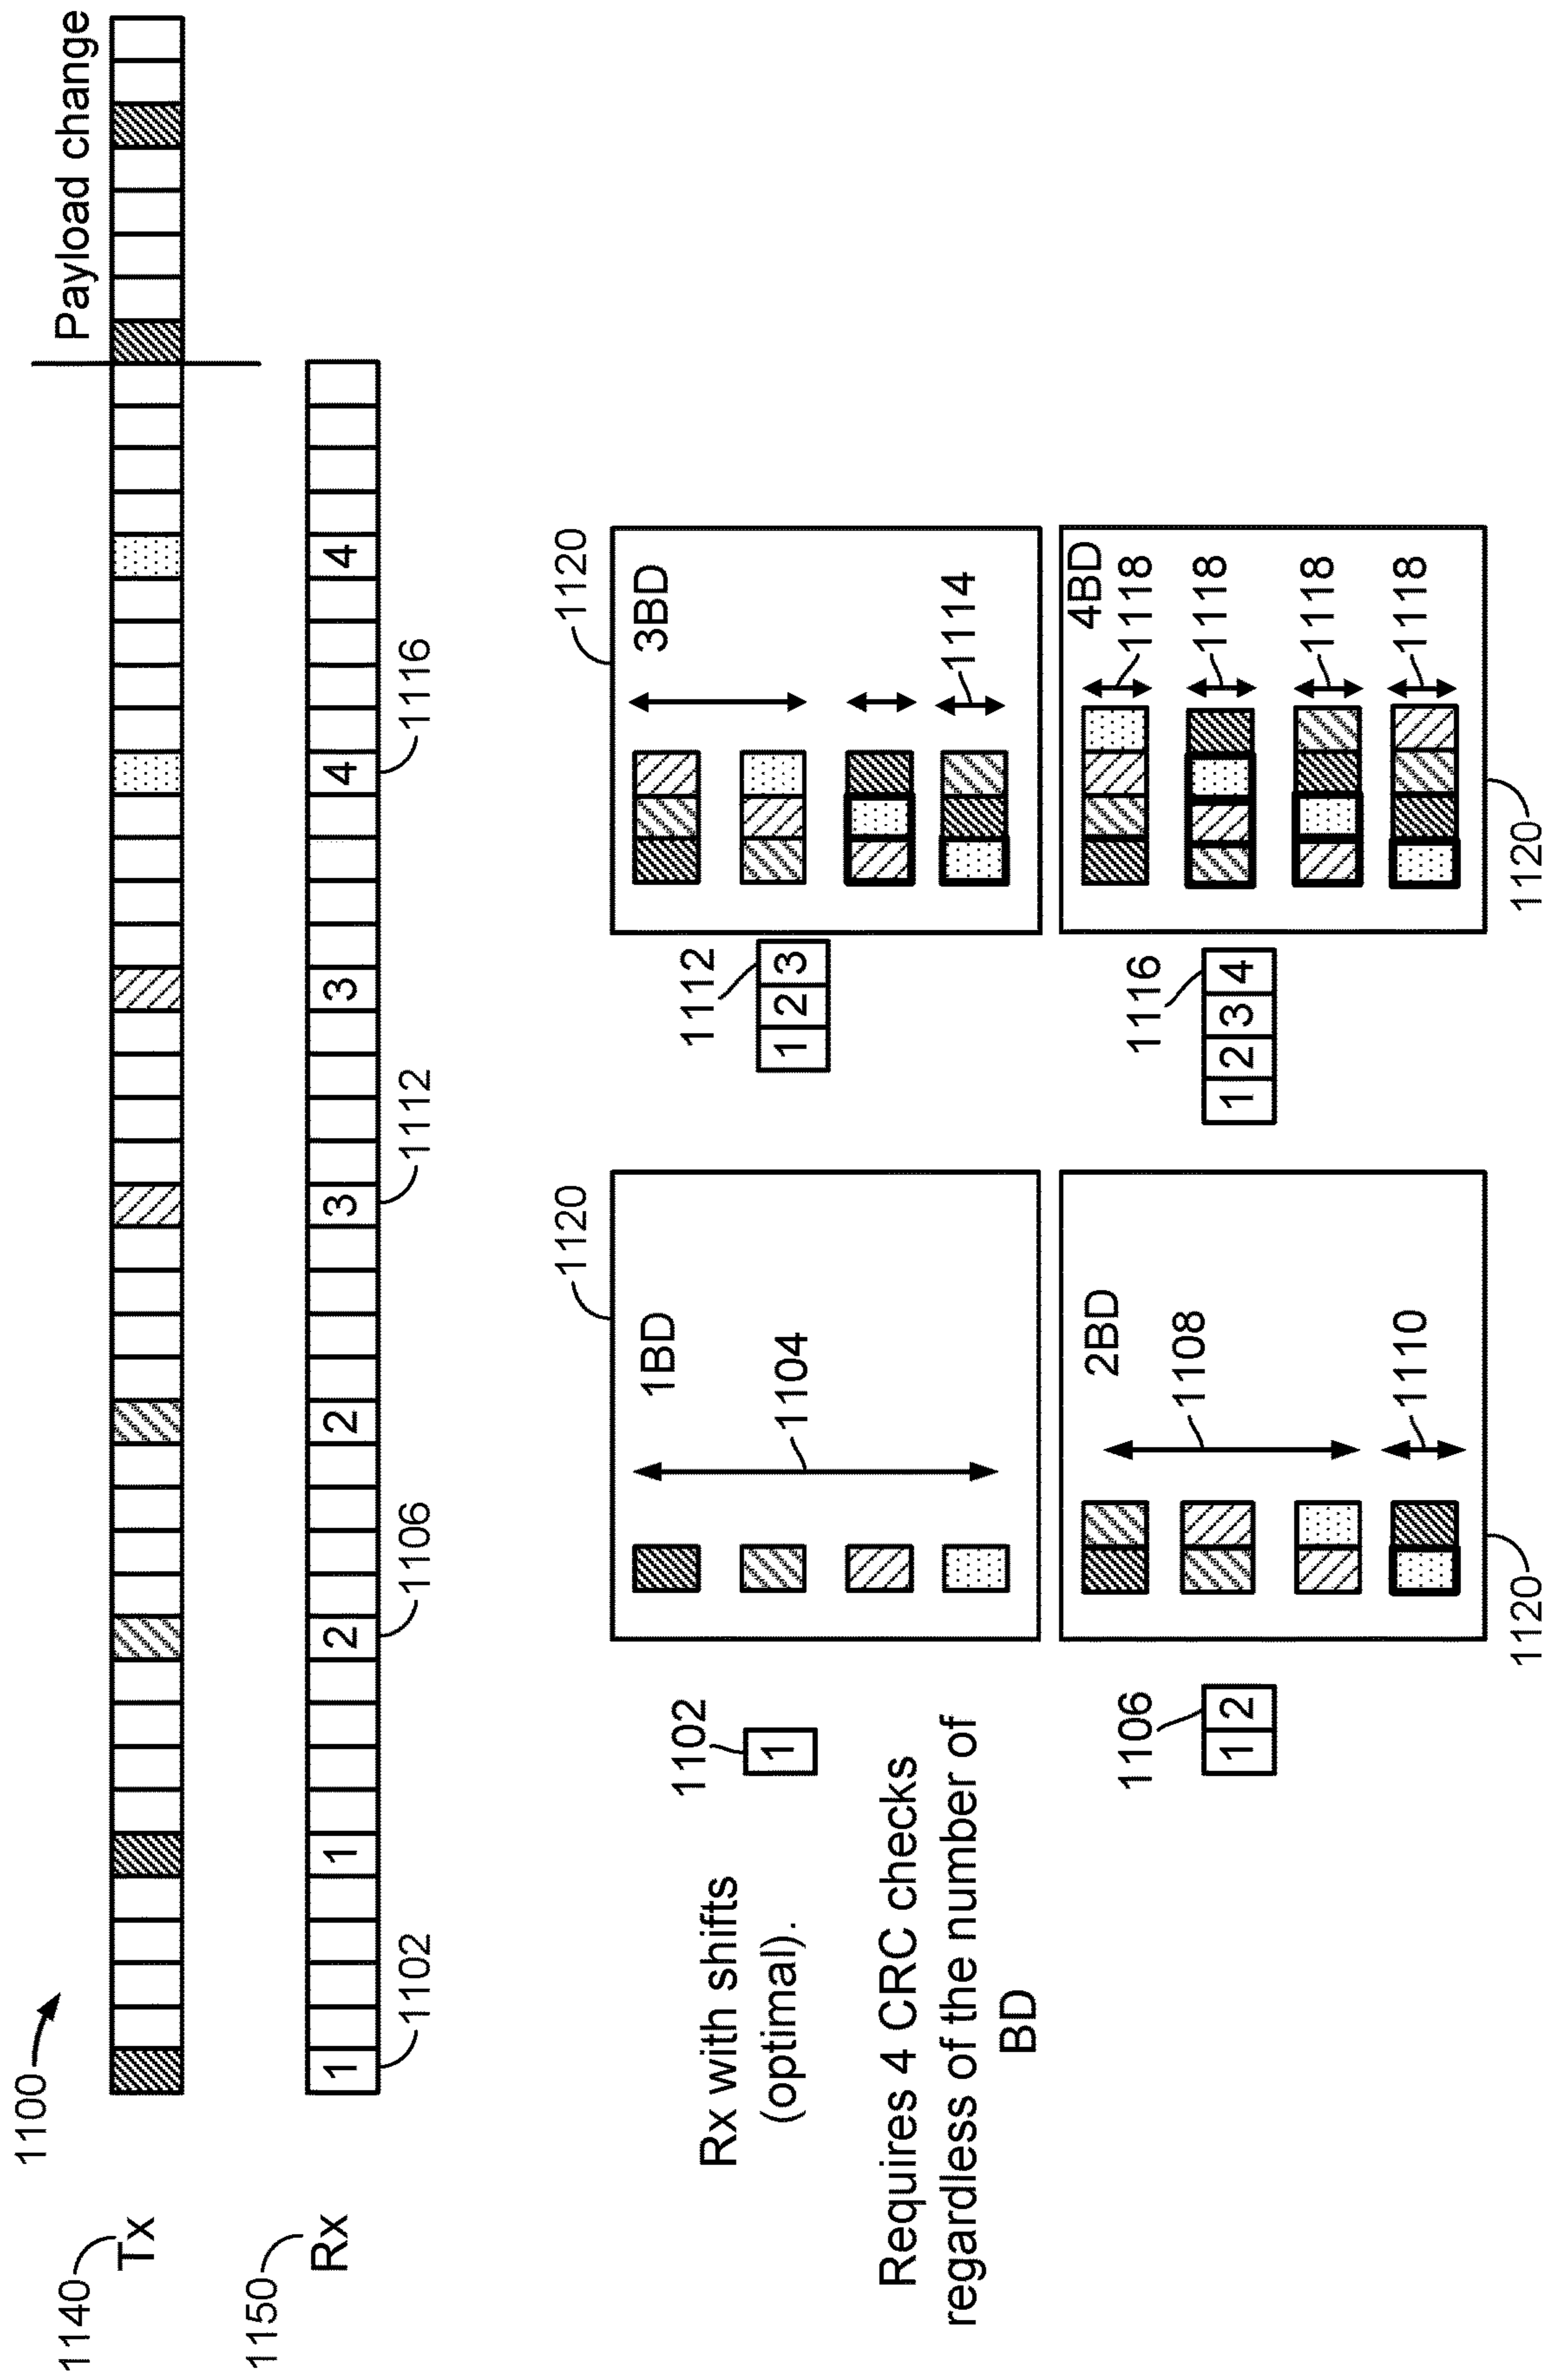 1100
Payload change
1140
Tx
1150
Rx
1 1 2 2 3 3 4 4
1102
1106
1112
1116
Rx with shifts
(optimal).
Requires 4 CRC checks
regardless of the number of
BD
1102
1
1120
1BD
1104
1112
1 2 3
1120
3BD
1114
1106
1 2
2BD
1108
1110
1120
1116
1 2 3 4
4BD
1118
1118
1118
1118
1120